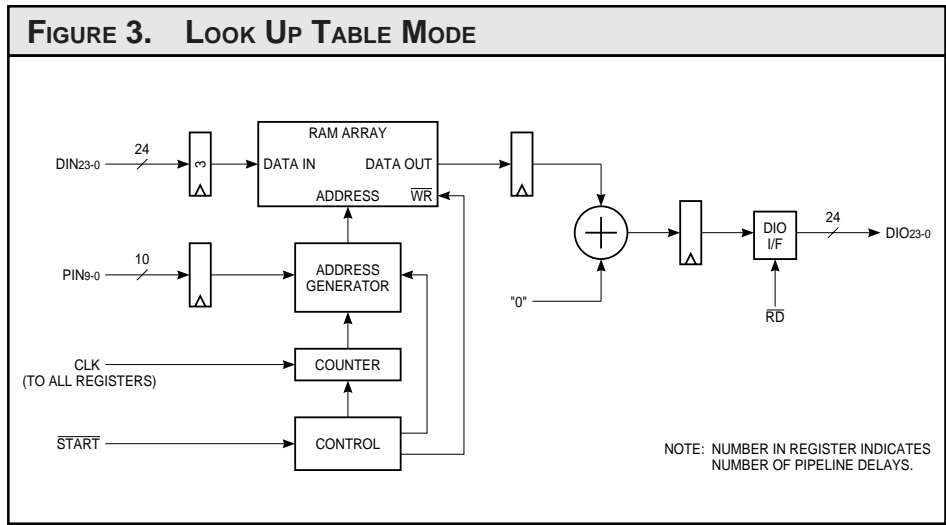 FIGURE 3. LOOK UP TABLE MODE
RAM ARRAY
DIN23-0
24
3
DATA IN
DATA OUT
ADDRESS
WR
PIN9-0
10
ADDRESS
GENERATOR
"0"
DIO
I/F
24
DIO23-0
RD
CLK
(TO ALL REGISTERS)
COUNTER
START
CONTROL
NOTE: NUMBER IN REGISTER INDICATES
NUMBER OF PIPELINE DELAYS.